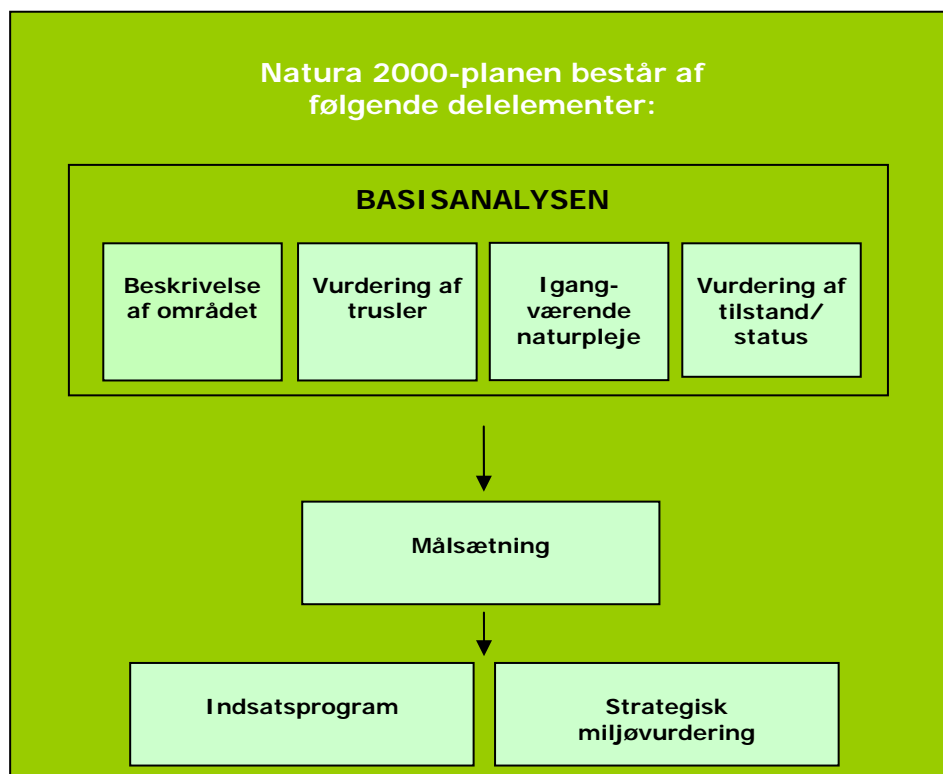 Natura 2000-planen består af
følgende delelementer:
BASISANALYSEN
Beskrivelse
af området
Vurdering af
trusler
Igang-
værende
naturpleje
Vurdering af
tilstand/
status
Målsætning
Indsatsprogram
Strategisk
miljøvurdering